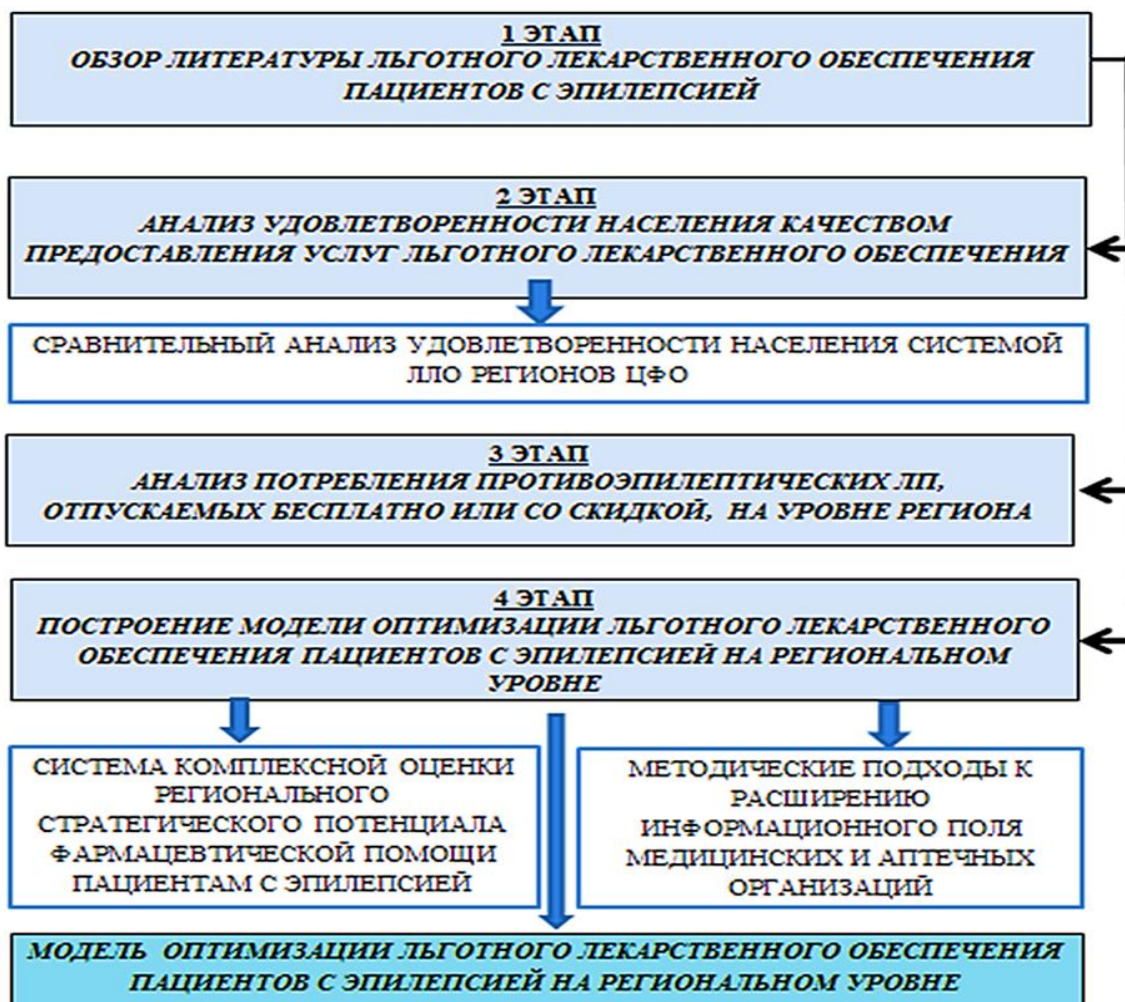 1 ЭТАП
ОБЗОР ЛИТЕРАТУРЫ ЛЬГОТНОГО ЛЕКАРСТВЕННОГО ОБЕСПЕЧЕНИЯ
ПАЦИЕНТОВ С ЭПИЛЕПСИЕЙ
2 ЭТАП
АНАЛИЗ УДОВЛЕТВОРЕННОСТИ НАСЕЛЕНИЯ КАЧЕСТВОМ
ПРЕДОСТАВЛЕНИЯ УСЛУГ ЛЬГОТНОГО ЛЕКАРСТВЕННОГО ОБЕСПЕЧЕНИЯ
СРАВНИТЕЛЬНЫЙ АНАЛИЗ УДОВЛЕТВОРЕННОСТИ НАСЕЛЕНИЯ СИСТЕМОЙ
ЛЛО РЕГИОНОВ ЦФО
3 ЭТАП
АНАЛИЗ ПОТРЕБЛЕНИЯ ПРОТИВОЭПИЛЕПТИЧЕСКИХ ЛП,
ОТПУСКАЕМЫХ БЕСПЛАТНО ИЛИ СО СКИДКОЙ, НА УРОВНЕ РЕГИОНА
4 ЭТАП
ПОСТРОЕНИЕ МОДЕЛИ ОПТИМИЗАЦИИ ЛЬГОТНОГО ЛЕКАРСТВЕННОГО
ОБЕСПЕЧЕНИЯ ПАЦИЕНТОВ С ЭПИЛЕПСИЕЙ НА РЕГИОНАЛЬНОМ
УРОВНЕ
СИСТЕМА КОМПЛЕКСНОЙ ОЦЕНКИ
РЕГИОНАЛЬНОГО
СТРАТЕГИЧЕСКОГО ПОТЕНЦИАЛА
ФАРМАЦЕВТИЧЕСКОЙ ПОМОЩИ
ПАЦИЕНТАМ С ЭПИЛЕПСИЕЙ
МЕТОДИЧЕСКИЕ ПОДХОДЫ К
РАСШИРЕНИЮ
ИНФОРМАЦИОННОГО ПОЛЯ
МЕДИЦИНСКИХ И АПТЕЧНЫХ
ОРГАНИЗАЦИЙ
МОДЕЛЬ ОПТИМИЗАЦИИ ЛЬГОТНОГО ЛЕКАРСТВЕННОГО ОБЕСПЕЧЕНИЯ
ПАЦИЕНТОВ С ЭПИЛЕПСИЕЙ НА РЕГИОНАЛЬНОМ УРОВНЕ